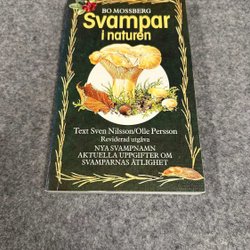 BO MOSSBERG
Svampar
i naturen
Text Sven Nilsson/Olle Persson
Reviderad utgåva
NYA SVAMPNAMN
AKTUELLA UPPGIFTER OM
SVAMPARNAS ÄTLIGHET